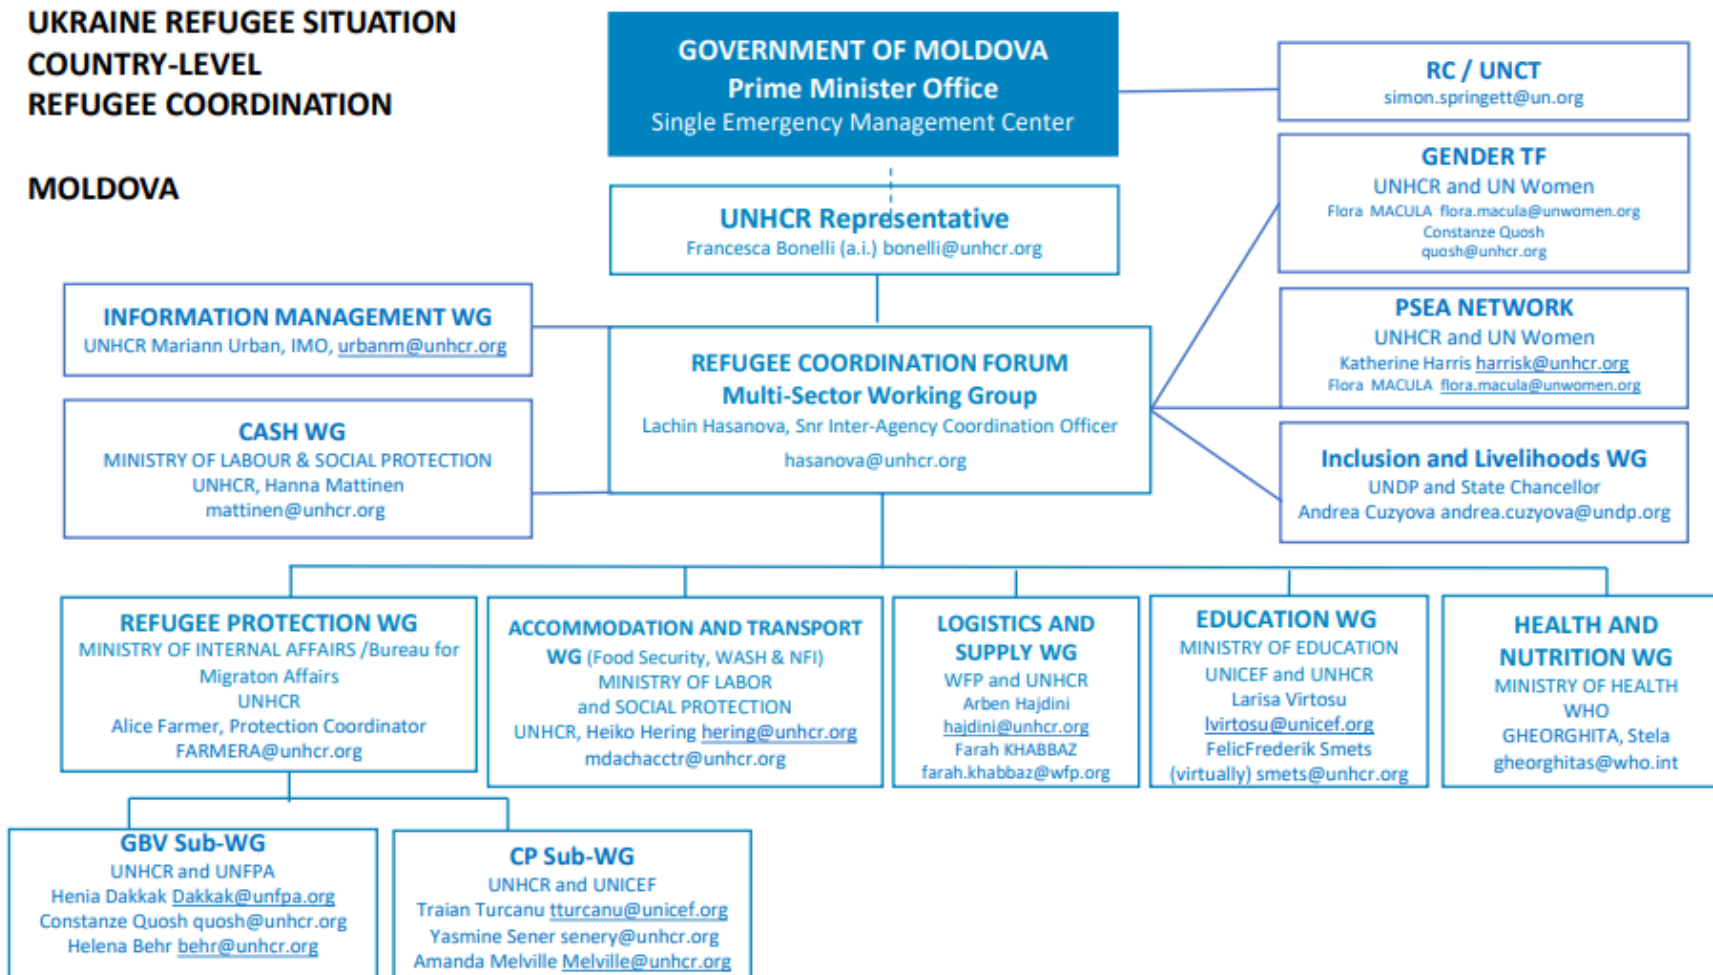 UKRAINE REFUGEE SITUATION
COUNTRY-LEVEL
REFUGEE COORDINATION
MOLDOVA
GOVERNMENT OF MOLDOVA
Prime Minister Office
Single Emergency Management Center
RC / UNCT
simon.springett@un.org
GENDER TF
UNHCR and UN Women
Flora MACULA flora.macula@unwomen.org
Constanze Quosh
quosh@unhcr.org
UNHCR Representative
Francesca Bonelli (a.i.) bonelli@unhcr.org
INFORMATION MANAGEMENT WG
UNHCR Mariann Urban, IMO, urbanm@unhcr.org
PSEA NETWORK
UNHCR and UN Women
Katherine Harris harrisk@unhcr.org
Flora MACULA flora.macula@unwomen.org
REFUGEE COORDINATION FORUM
Multi-Sector Working Group
Lachin Hasanova, Snr Inter-Agency Coordination Officer
hasanova@unhcr.org
CASH WG
MINISTRY OF LABOUR & SOCIAL PROTECTION
UNHCR, Hanna Mattinen
mattinen@unhcr.org
Inclusion and Livelihoods WG
UNDP and State Chancellor
Andrea Cuzyova andrea.cuzyova@undp.org
REFUGEE PROTECTION WG
MINISTRY OF INTERNAL AFFAIRS /Bureau for
Migraton Affairs
UNHCR
Alice Farmer, Protection Coordinator
FARMERA@unhcr.org
ACCOMMODATION AND TRANSPORT
WG (Food Security, WASH & NFI)
MINISTRY OF LABOR
and SOCIAL PROTECTION
UNHCR, Heiko Hering hering@unhcr.org
mdachacctr@unhcr.org
LOGISTICS AND
SUPPLY WG
WFP and UNHCR
Arben Hajdini
hajdini@unhcr.org
Farah KHABBAZ
farah.khabbaz@wfp.org
EDUCATION WG
MINISTRY OF EDUCATION
UNICEF and UNHCR
Larisa Virtosu
lvirtosu@unicef.org
FelicFrederik Smets
(virtually) smets@unhcr.org
HEALTH AND
NUTRITION WG
MINISTRY OF HEALTH
WHO
GHEORGHITA, Stela
gheorghitas@who.int
GBV Sub-WG
UNHCR and UNFPA
Henia Dakkak Dakkak@unfpa.org
Constanze Quosh quosh@unhcr.org
Helena Behr behr@unhcr.org
CP Sub-WG
UNHCR and UNICEF
Traian Turcanu tturcanu@unicef.org
Yasmine Sener senery@unhcr.org
Amanda Melville Melville@unhcr.org